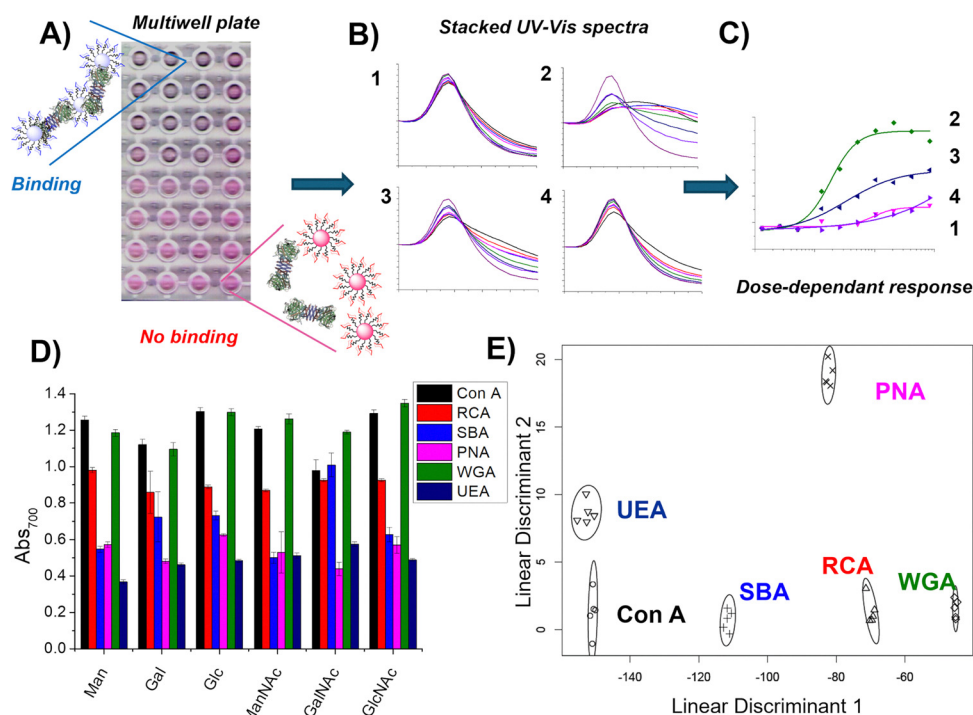 A)
Multiwell plate
Binding
No binding
B)
Stacked UV-Vis spectra
1
2
3
4
C)
2
3
4
1
Dose-dependant response
D)
Abs700
1.4
1.2
1.0
0.8
0.6
0.4
0.2
0.0
Con A
RCA
SBA
PNA
WGA
UEA
Man
Gal
Glc
ManNAc
GalNAc
GlcNAc
E)
Linear Discriminant 2
20
15
10
5
0
PNA
UEA
RCA
WGA
SBA
Con A
-140
-120
-100
-80
-60
Linear Discriminant 1